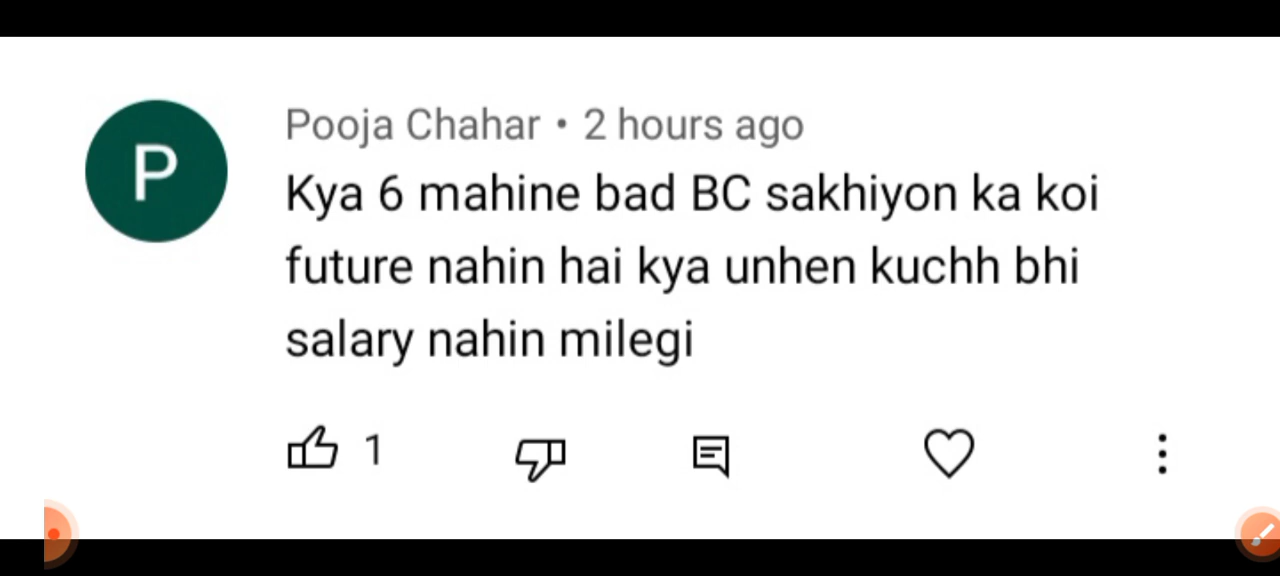 P
Pooja Chahar • 2 hours ago
Kya 6 mahine bad BC sakhiyon ka koi
future nahin hai kya unhen kuchh bhi
salary nahin milegi
1